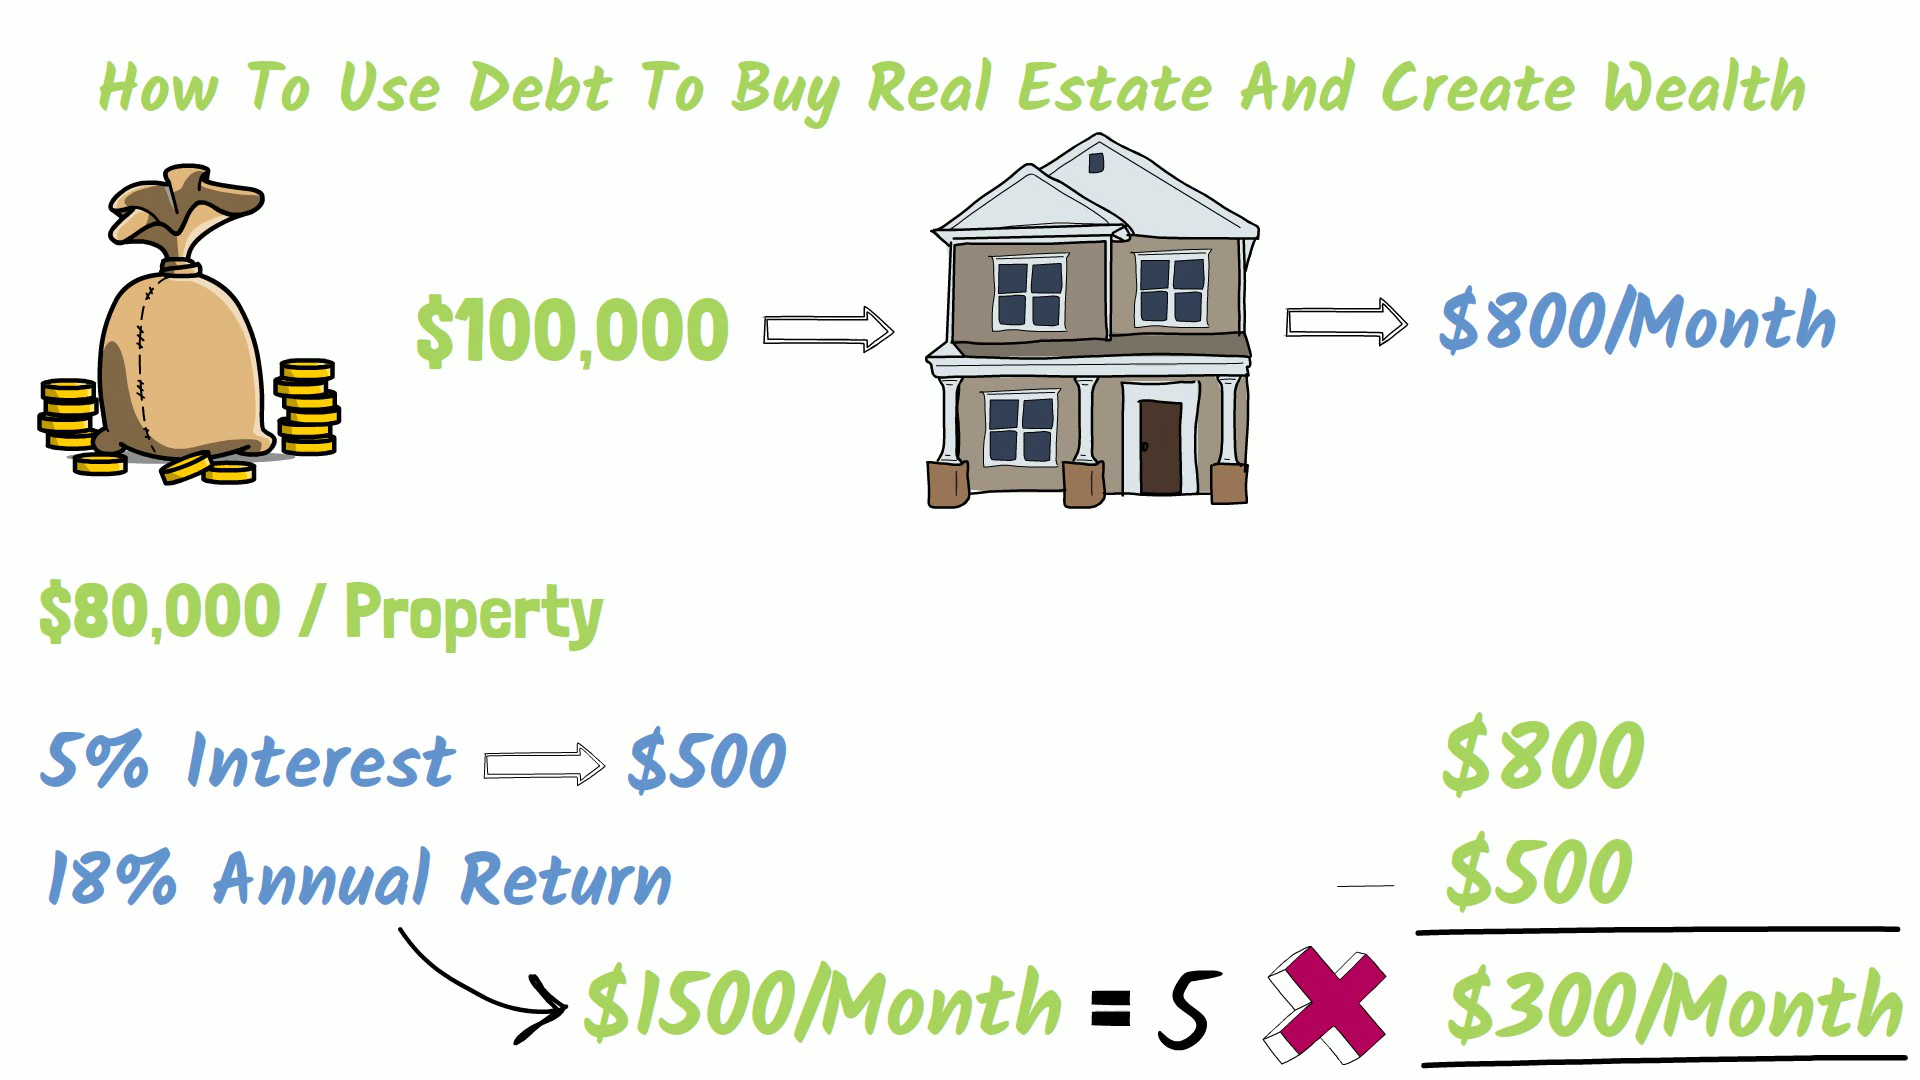 How To Use Debt To Buy Real Estate And Create Wealth
$100,000
$800/Month
$80,000 / Property
5% Interest
$500
$800
18% Annual Return
— $500
$1500/Month = 5 X $300/Month